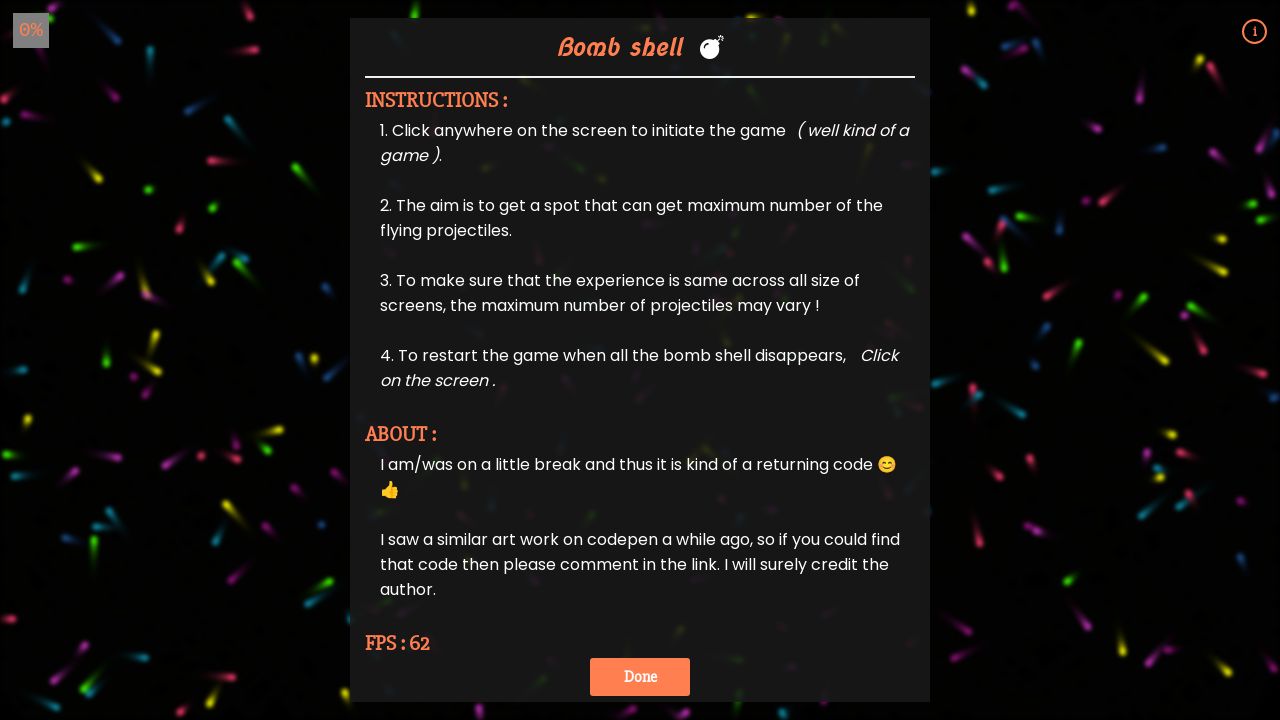 0%
i
Bomb shell 💣
INSTRUCTIONS :
1. Click anywhere on the screen to initiate the game ( well kind of a
game ).
2. The aim is to get a spot that can get maximum number of the
flying projectiles.
3. To make sure that the experience is same across all size of
screens, the maximum number of projectiles may vary !
4. To restart the game when all the bomb shell disappears, Click
on the screen .
ABOUT :
I am/was on a little break and thus it is kind of a returning code 😊
👍
I saw a similar art work on codepen a while ago, so if you could find
that code then please comment in the link. I will surely credit the
author.
FPS : 62
Done